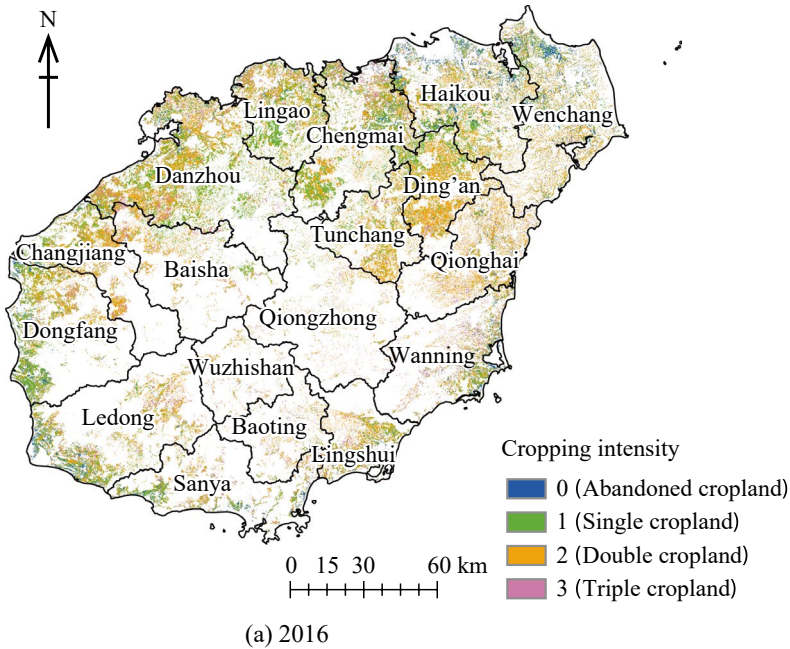 N
Haikou
Lingao
Wenchang
Chengmai
Danzhou
Ding'an
Tunchang
Changjiang
Qionghai
Baisha
Qiongzhong
Dongfang
Wanning
Wuzhishan
Ledong
Baoting
Lingshui
Sanya
Cropping intensity
0 (Abandoned cropland)
1 (Single cropland)
2 (Double cropland)
3 (Triple cropland)
0 15 30 60 km
(a) 2016